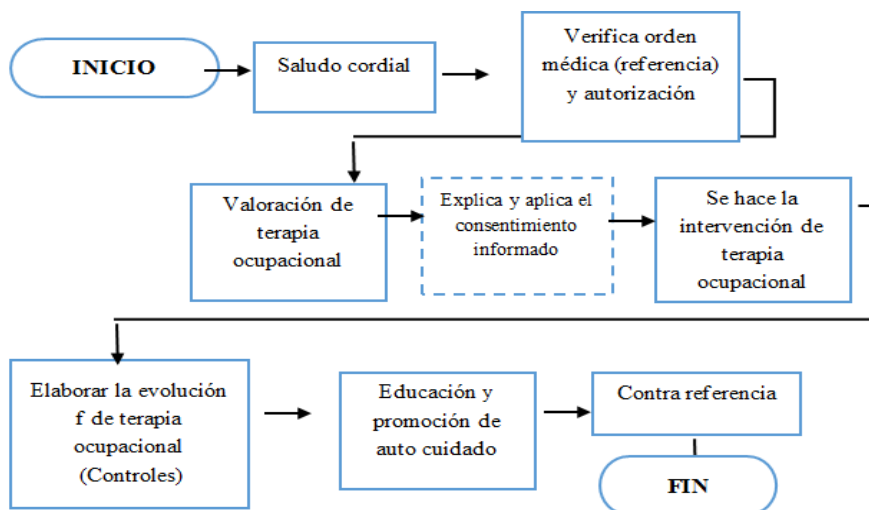 INICIO
Saludo cordial
Verifica orden
médica (referencia)
y autorización
Valoración de
terapia
ocupacional
Explica y aplica el
consentimiento
informado
Se hace la
intervención de
terapia
ocupacional
Elaborar la evolución
f de terapia
ocupacional
(Controles)
Educación y
promoción de
auto cuidado
Contra referencia
FIN